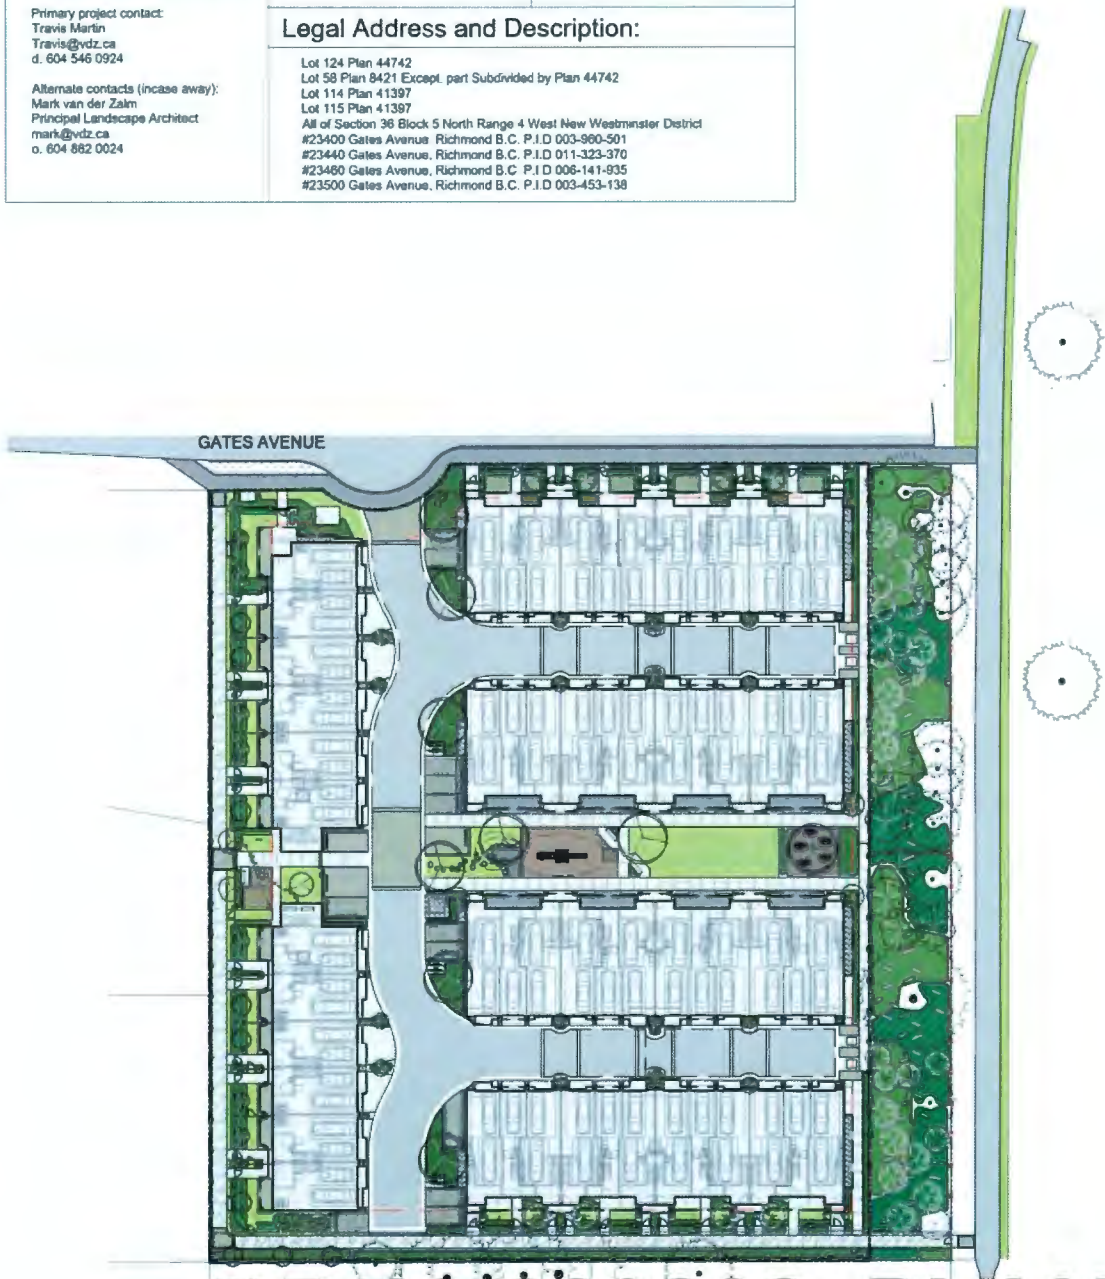 Primary project contact:
Travis Martin
Travis@vdz.ca
d. 604 546 0924
Alternate contacts (incase away):
Mark van der Zalm
Principal Landscape Architect
mark@vdz.ca
o. 604 882 0024
Legal Address and Description:
Lot 124 Plan 44742
Lot 58 Plan 8421 Except. part Subdivided by Plan 44742
Lot 114 Plan 41397
Lot 115 Plan 41397
All of Section 36 Block 5 North Range 4 West New Westminster District
#23400 Gates Avenue. Richmond B.C. P.I.D 003-960-501
#23440 Gates Avenue, Richmond B.C. P.I.D 011-323-370
#23460 Gates Avenue, Richmond B.C. P.I.D 006-141-935
#23500 Gates Avenue, Richmond B.C. P.I.D 003-453-138
GATES AVENUE